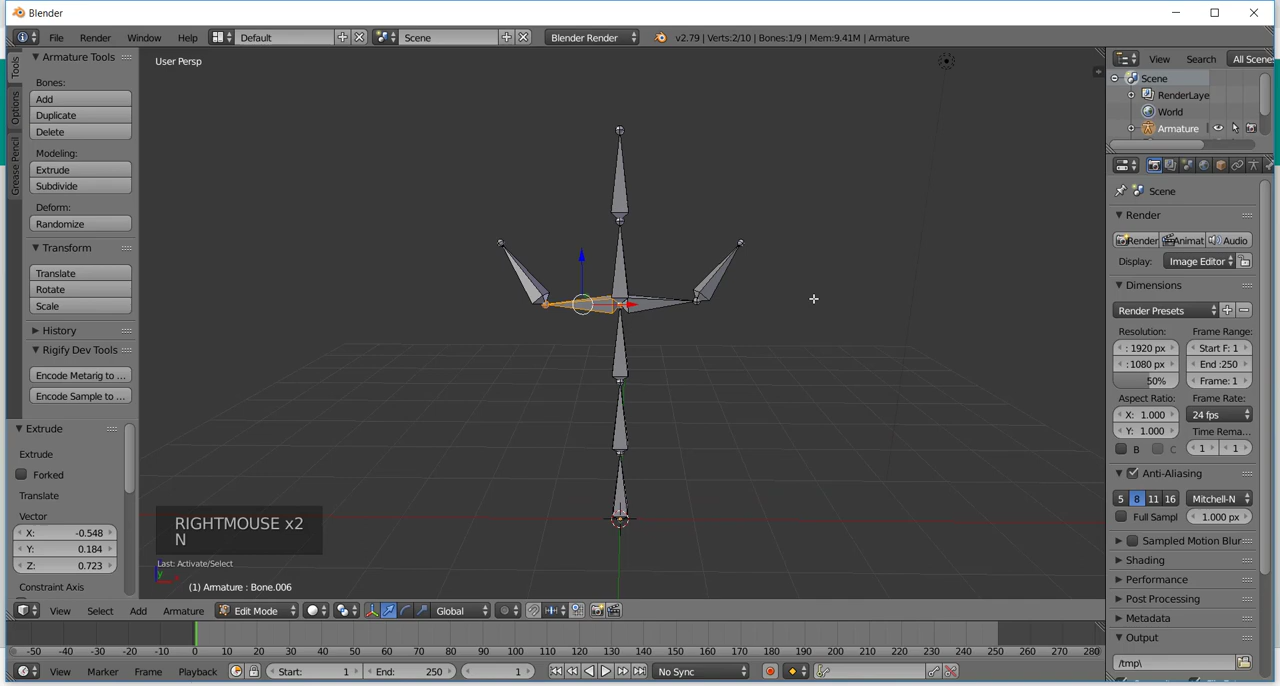 Blender
File Render Window Help Default Scene Blender Render v2.79 | Verts:2/10 | Bones:1/9 | Mem:9.41M | Armature
View Search All Scene
Tools
Options
Grease Pencil
Armature Tools
Bones:
Add
Duplicate
Delete
Modeling:
Extrude
Subdivide
Deform:
Randomize
Transform
Translate
Rotate
Scale
History
Rigify Dev Tools
Encode Metarig to ...
Encode Sample to ...
Extrude
Extrude
Forked
Translate
Vector
X: -0.548
Y: 0.184
Z: 0.723
Constraint Axis
User Persp
RIGHTMOUSE x2
N
Last: Activate/Select
y
(1) Armature : Bone.006
Scene
RenderLaye
World
Armature
Scene
Render
Render Animat Audio
Display: Image Editor
Dimensions
Render Presets
Resolution: Frame Range:
: 1920 px Start F: 1
: 1080 px End :250
50% Frame: 1
Aspect Ratio: Frame Rate:
X: 1.000 24 fps
Y: 1.000 Time Rema...
B C 1 1
Anti-Aliasing
5 8 11 16 Mitchell-N
Full Sampl 1.000 px
Sampled Motion Blur
Shading
Performance
Post Processing
Metadata
Output
/tmp\
View Select Add Armature Edit Mode Global
-50 -40 -30 -20 -10 0 10 20 30 40 50 60 70 80 90 100 110 120 130 140 150 160 170 180 190 200 210 220 230 240 250 260 270 280
View Marker Frame Playback Start: 1 End: 250 1 No Sync